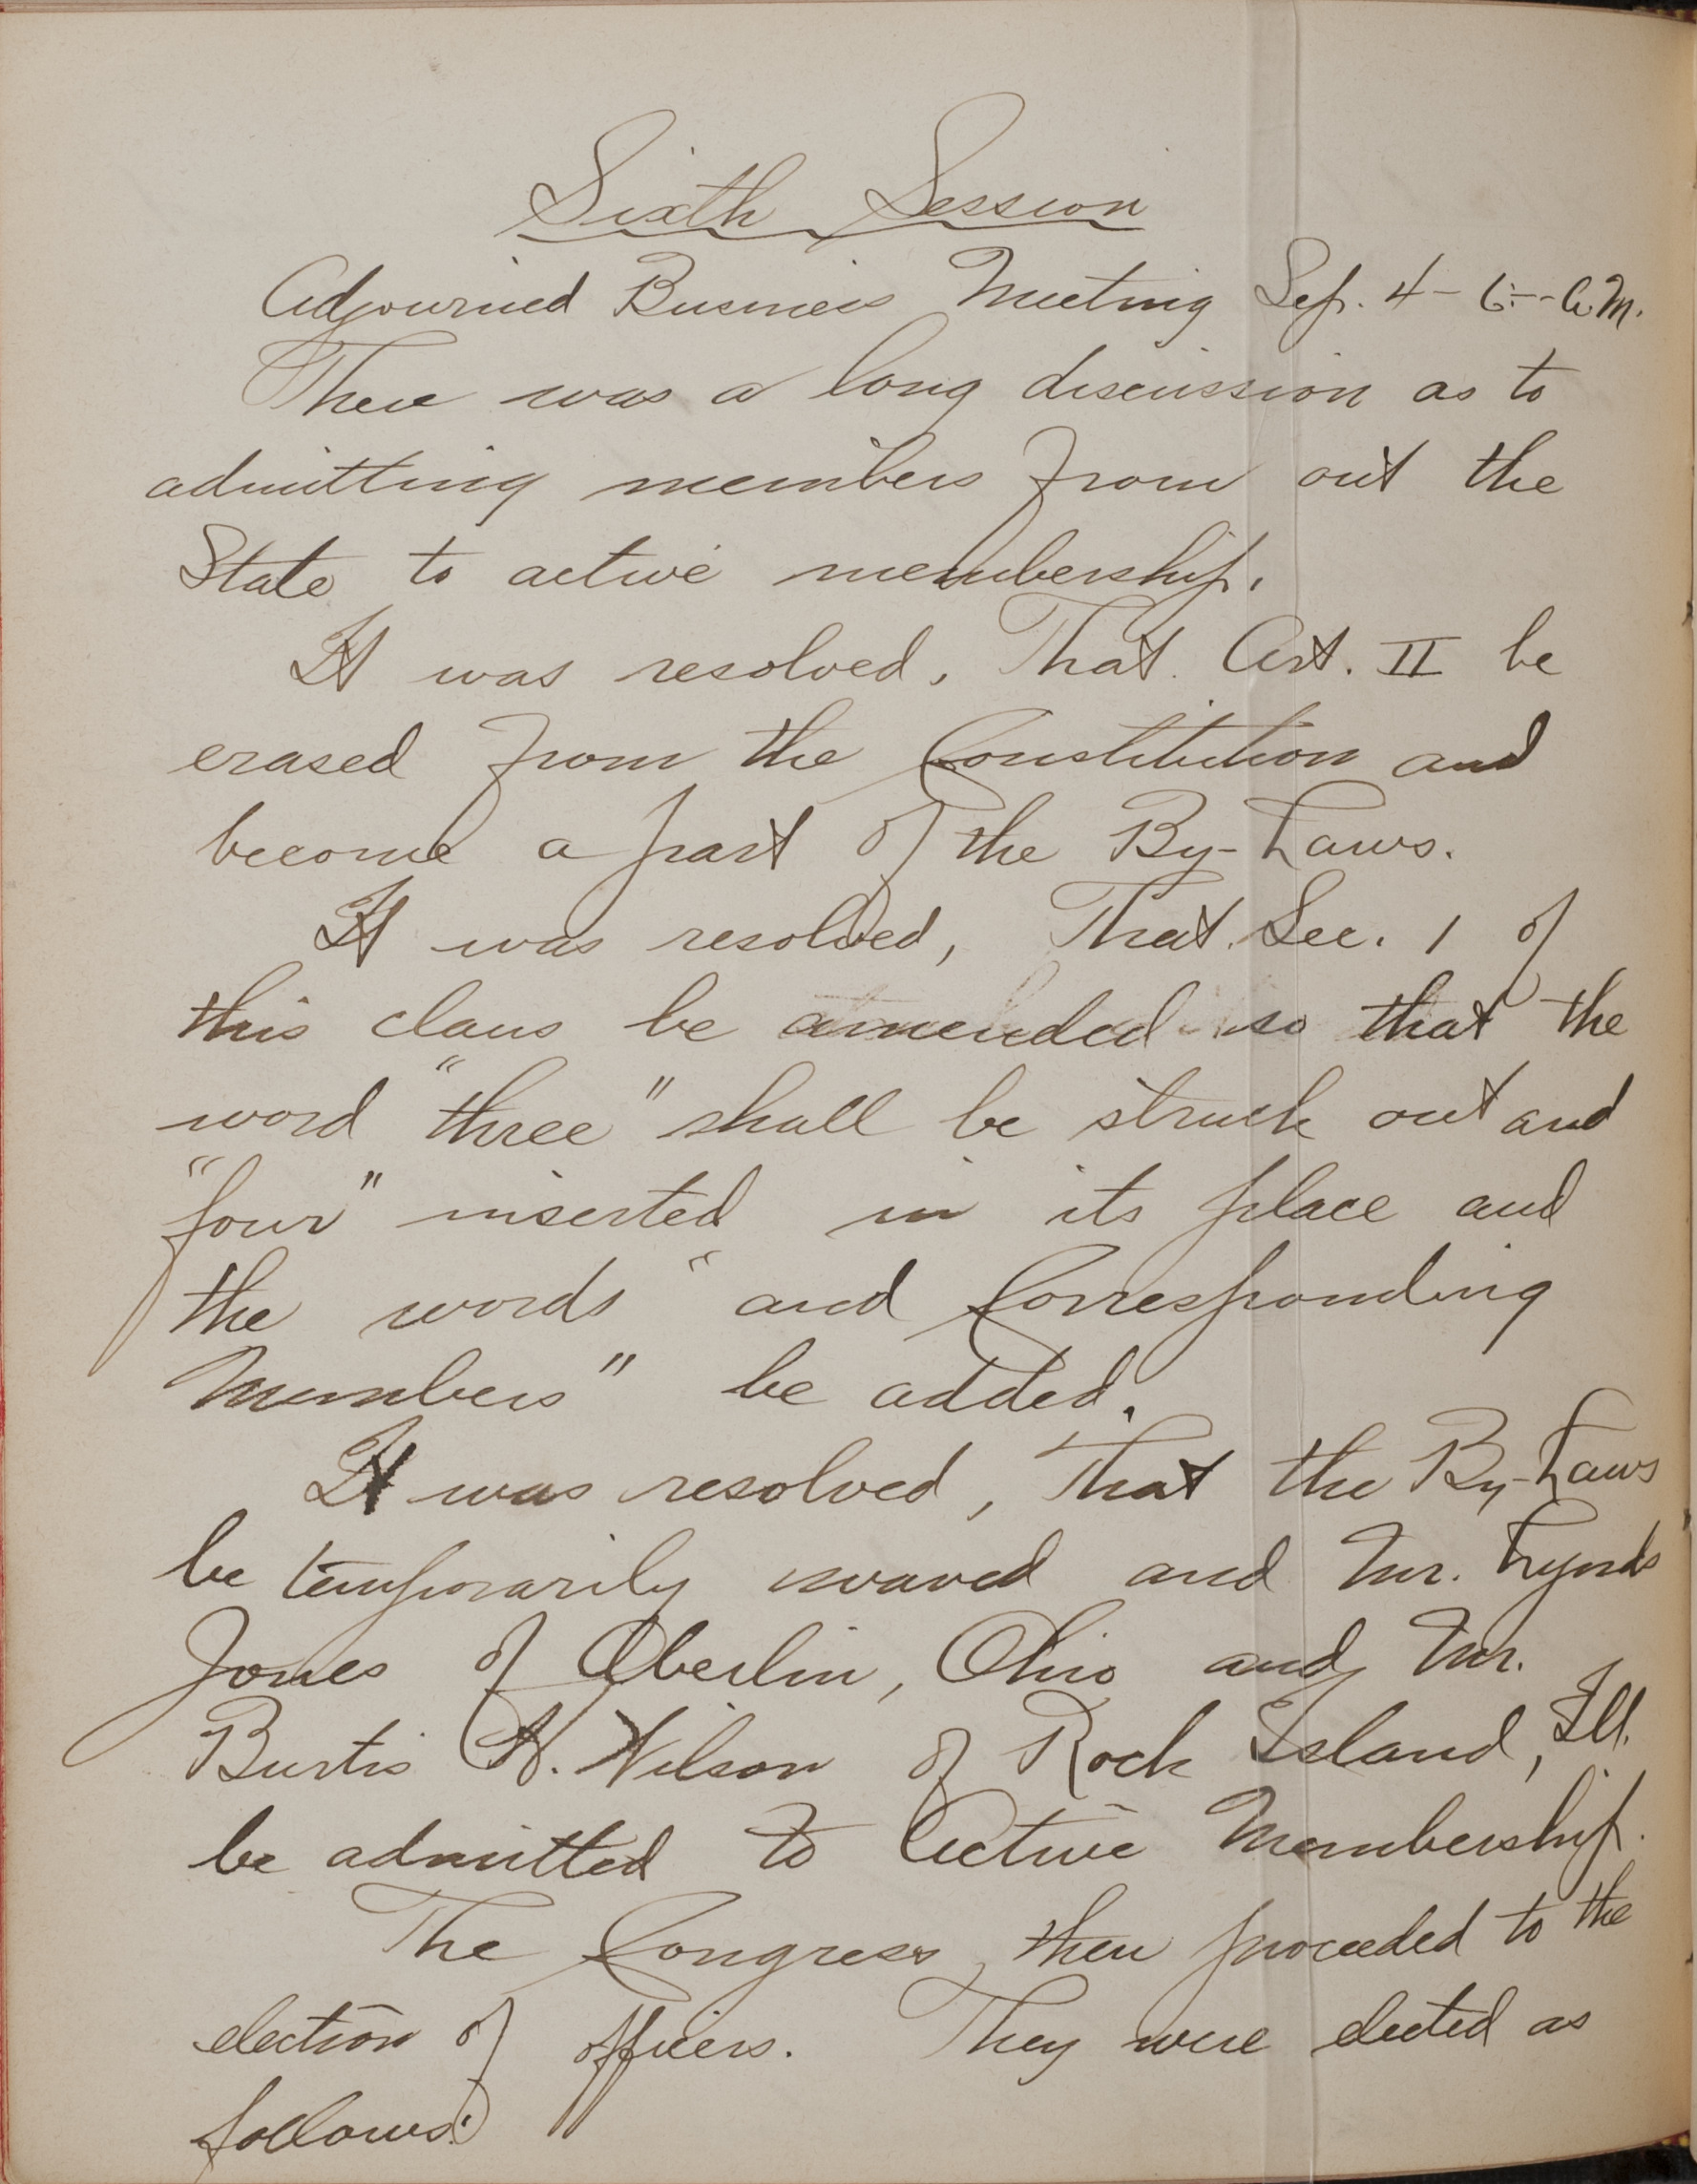 Sixth Session
Adjourned Business Meeting Sep. 4 - 6:-- A.M.
There was a long discussion as to
admitting members from out the
State to active membership.
It was resolved, That Art. II be
erased from the Constitution and
become a part of the By-Laws.
It was resolved, That Sec. 1 of
this claus be amended so that the
word "three" shall be struck out and
"four" inserted in its place and
the words "and Corresponding
Members" be added.
It was resolved, That the By-Laws
be temporarily waved and Mr. Lynds
Jones of Oberlin, Ohio and Mr.
Burtis H. Wilson of Rock Island, Ill.
be admitted to Active Membership.
The Congress then proceeded to the
election of officers. They were elected as
follows: